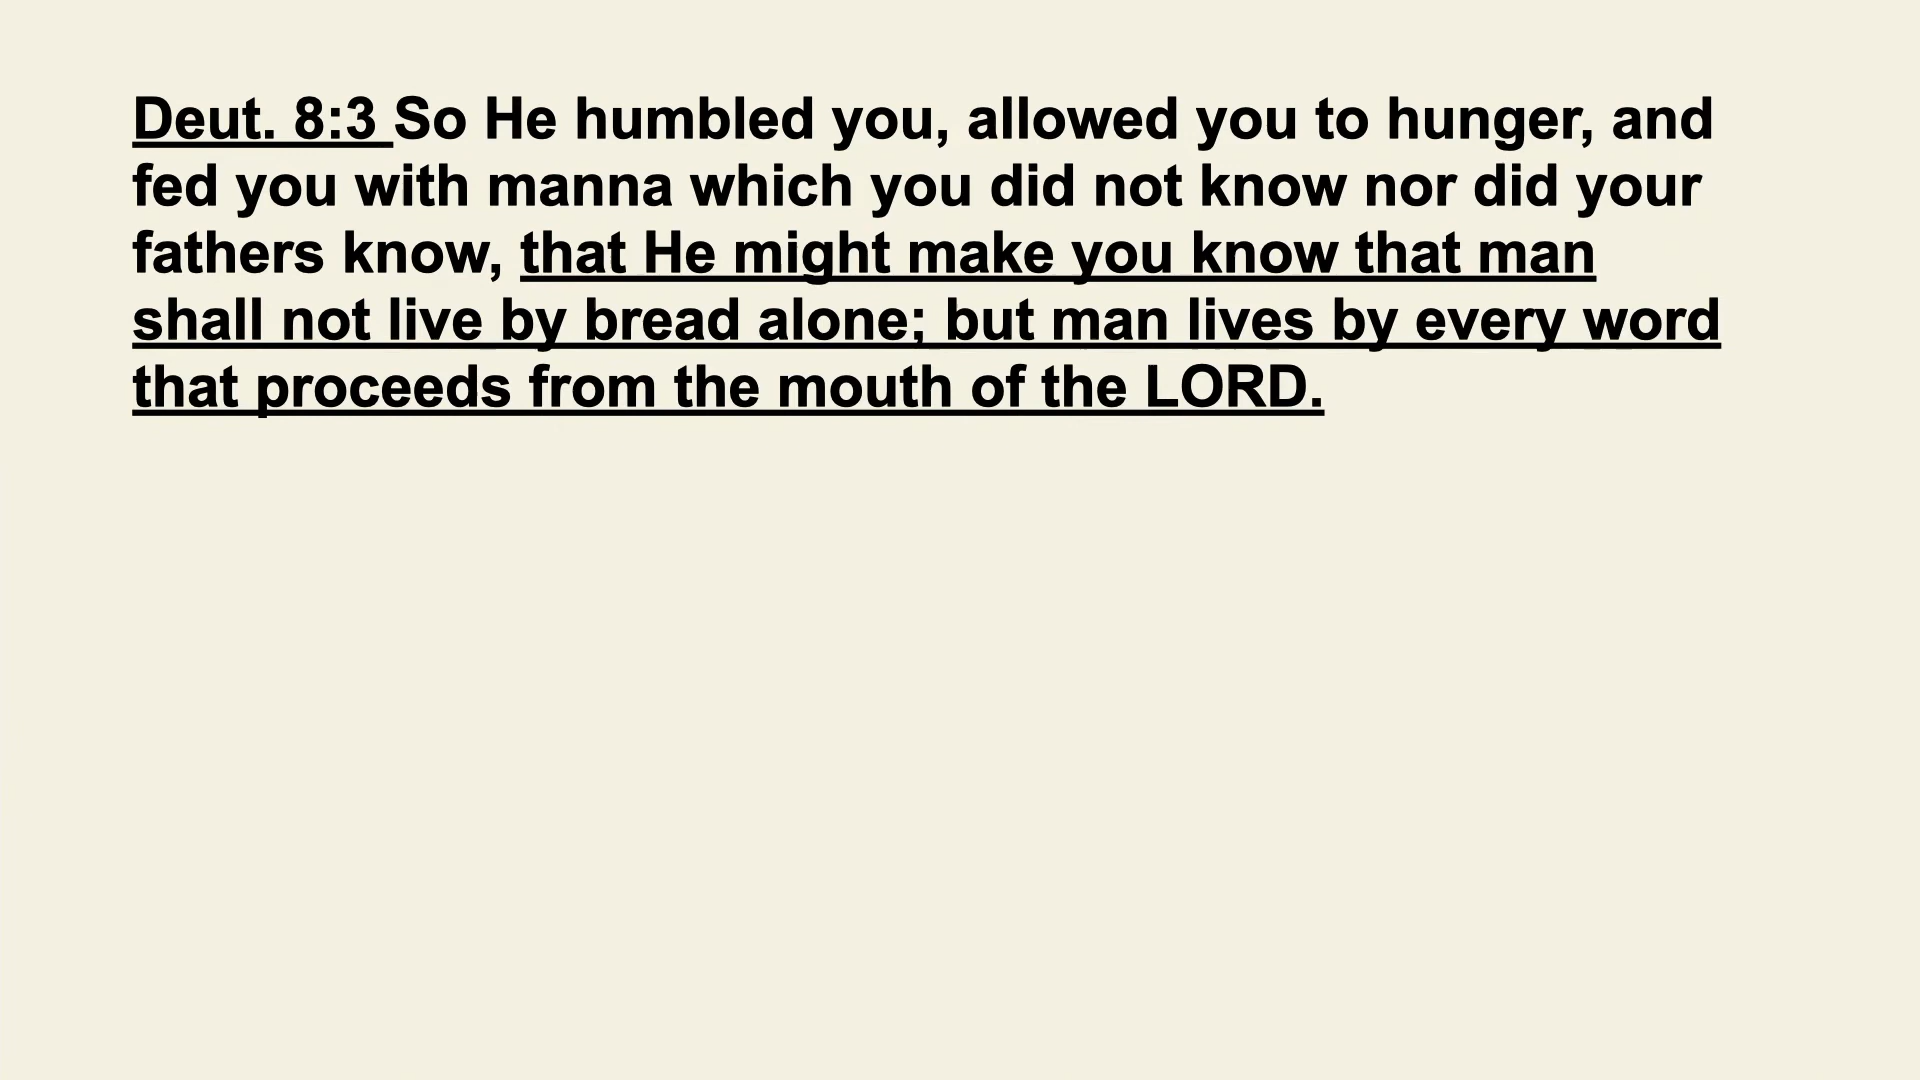 Deut. 8:3 So He humbled you, allowed you to hunger, and
fed you with manna which you did not know nor did your
fathers know, that He might make you know that man
shall not live by bread alone; but man lives by every word
that proceeds from the mouth of the LORD.